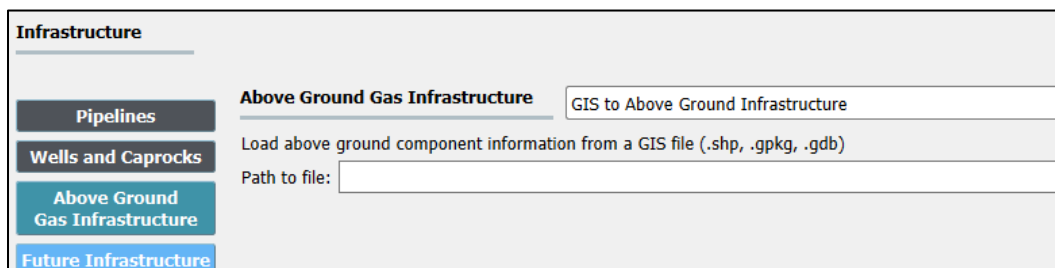 Infrastructure
Pipelines
Wells and Caprocks
Above Ground
Gas Infrastructure
Future Infrastructure
Above Ground Gas Infrastructure
GIS to Above Ground Infrastructure
Load above ground component information from a GIS file (.shp, .gpkg, .gdb)
Path to file: